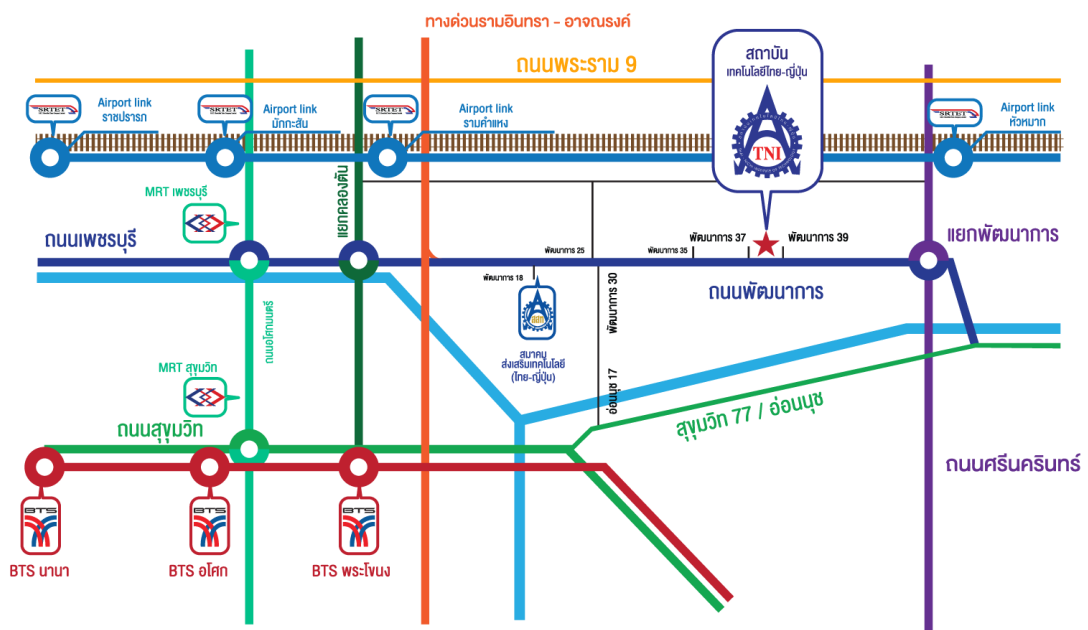 ทางด่วนรามอินทรา - อาจณรงค์
ถนนพระราม 9
สถาบัน
เทคโนโลยีไทย-ญี่ปุ่น
TNI
SRTET
Airport link
ราชปรารภ
SRTET
Airport link
มักกะสัน
SRTET
Airport link
รามคำแหง
SRTET
Airport link
หัวหมาก
MRT เพชรบุรี
แยกคลองตัน
ถนนเพชรบุรี
พัฒนาการ 25
พัฒนาการ 35
พัฒนาการ 37
พัฒนาการ 39
แยกพัฒนาการ
พัฒนาการ 18
พัฒนาการ 30
ถนนพัฒนาการ
ถนนอโศกมนตรี
สมาคม
ส่งเสริมเทคโนโลยี
(ไทย-ญี่ปุ่น)
MRT สุขุมวิท
อ่อนนุช 17
สุขุมวิท 77 / อ่อนนุช
ถนนสุขุมวิท
ถนนศรีนครินทร์
BTS
BTS นานา
BTS
BTS อโศก
BTS
BTS พระโขนง